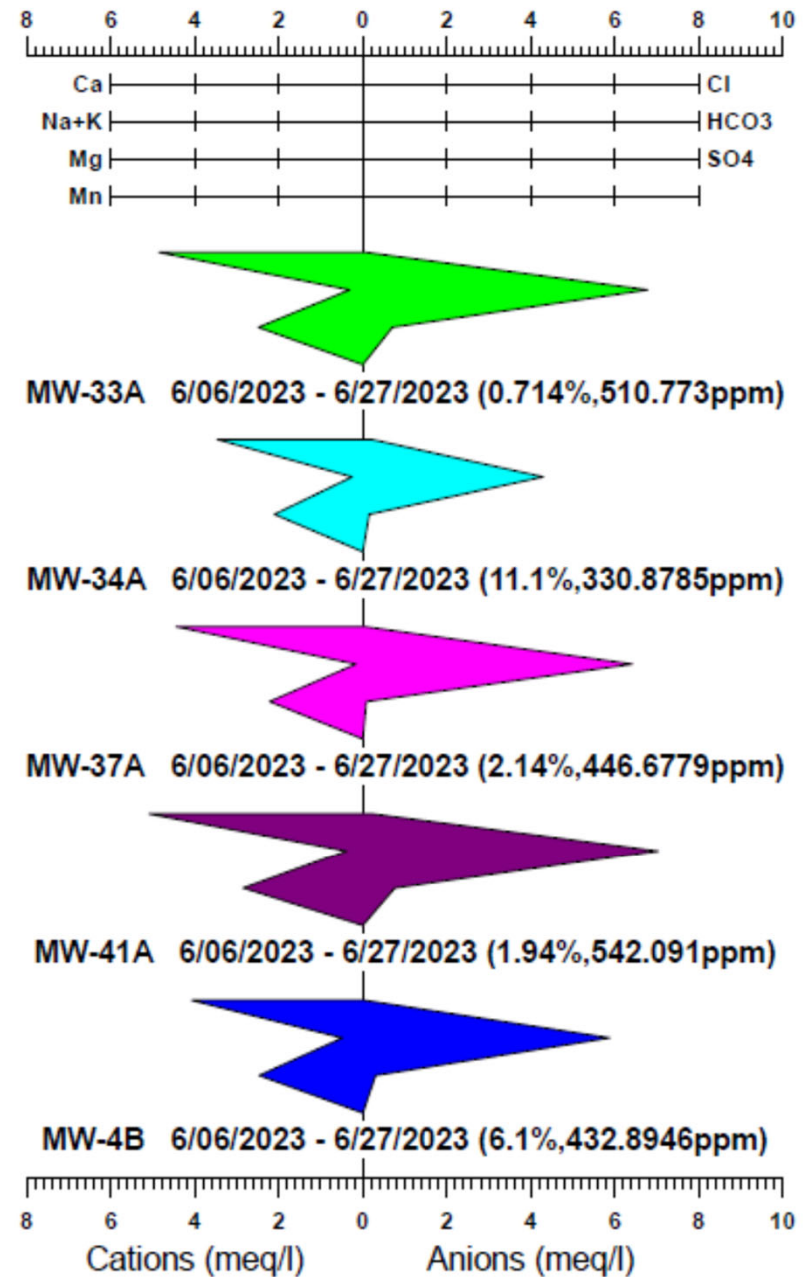 8 6 4 2 0 2 4 6 8 10
Ca Cl
Na+K HCO3
Mg SO4
Mn
MW-33A 6/06/2023 - 6/27/2023 (0.714%,510.773ppm)
MW-34A 6/06/2023 - 6/27/2023 (11.1%,330.8785ppm)
MW-37A 6/06/2023 - 6/27/2023 (2.14%,446.6779ppm)
MW-41A 6/06/2023 - 6/27/2023 (1.94%,542.091ppm)
MW-4B 6/06/2023 - 6/27/2023 (6.1%,432.8946ppm)
8 6 4 2 0 2 4 6 8 10
Cations (meq/l) Anions (meq/l)